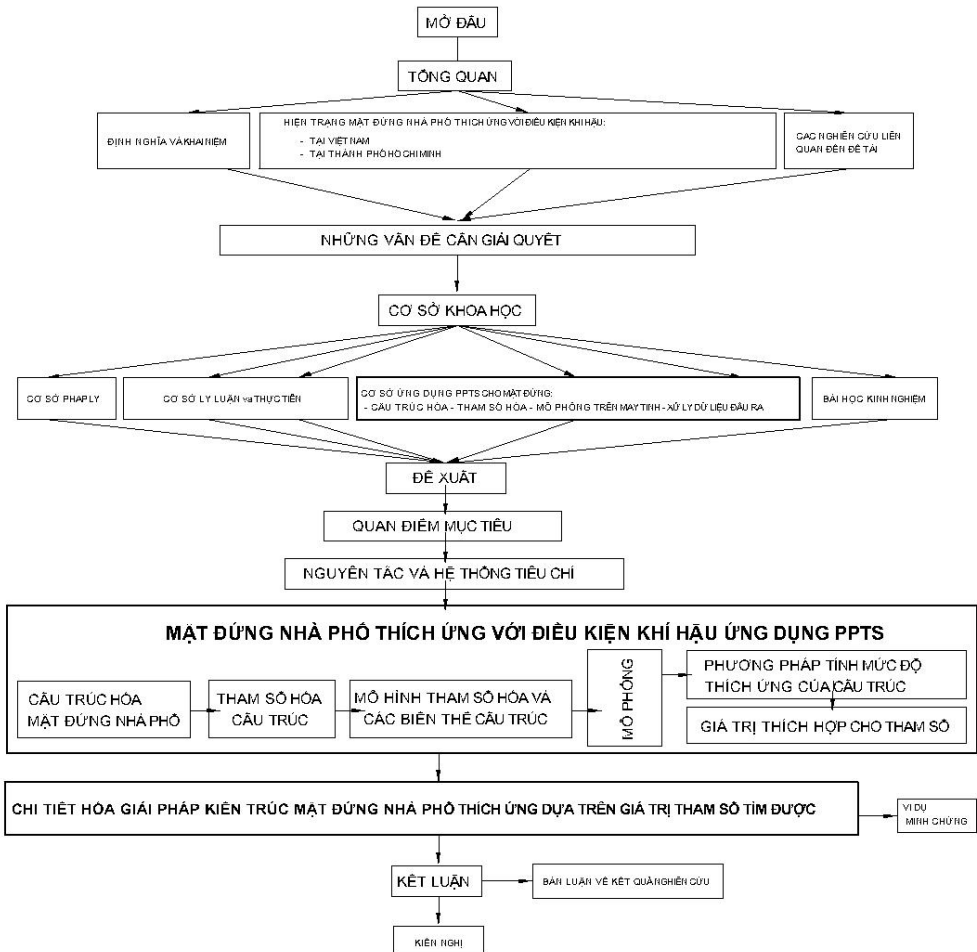 MỞ ĐẦU
TỔNG QUAN
ĐỊNH NGHĨA VÀ KHÁI NIỆM
HIỆN TRẠNG MẶT ĐỨNG NHÀ PHỐ THÍCH ỨNG VỚI ĐIỀU KIỆN KHÍ HẬU:
- TẠI VIỆT NAM
- TẠI THÀNH PHỐ HỒ CHÍ MINH
CÁC NGHIÊN CỨU LIÊN
QUAN ĐẾN ĐỀ TÀI
NHỮNG VẤN ĐỀ CẦN GIẢI QUYẾT
CƠ SỞ KHOA HỌC
CƠ SỞ PHÁP LÝ
CƠ SỞ LÝ LUẬN và THỰC TIỄN
CƠ SỞ ỨNG DỤNG PPTS CHO MẶT ĐỨNG:
- CẤU TRÚC HÓA - THAM SỐ HÓA - MÔ PHỎNG TRÊN MÁY TÍNH - XỬ LÝ DỮ LIỆU ĐẦU RA
BÀI HỌC KINH NGHIỆM
ĐỀ XUẤT
QUAN ĐIỂM MỤC TIÊU
NGUYÊN TẮC VÀ HỆ THỐNG TIÊU CHÍ
MẶT ĐỨNG NHÀ PHỐ THÍCH ỨNG VỚI ĐIỀU KIỆN KHÍ HẬU ỨNG DỤNG PPTS
CẤU TRÚC HÓA
MẶT ĐỨNG NHÀ PHỐ
THAM SỐ HÓA
CẤU TRÚC
MÔ HÌNH THAM SỐ HÓA VÀ
CÁC BIẾN THỂ CẤU TRÚC
MÔ PHỎNG
PHƯƠNG PHÁP TÍNH MỨC ĐỘ
THÍCH ỨNG CỦA CẤU TRÚC
GIÁ TRỊ THÍCH HỢP CHO THAM SỐ
CHI TIẾT HÓA GIẢI PHÁP KIẾN TRÚC MẶT ĐỨNG NHÀ PHỐ THÍCH ỨNG DỰA TRÊN GIÁ TRỊ THAM SỐ TÌM ĐƯỢC
VÍ DỤ
MINH CHỨNG
KẾT LUẬN
BÀN LUẬN VỀ KẾT QUẢ NGHIÊN CỨU
KIẾN NGHỊ